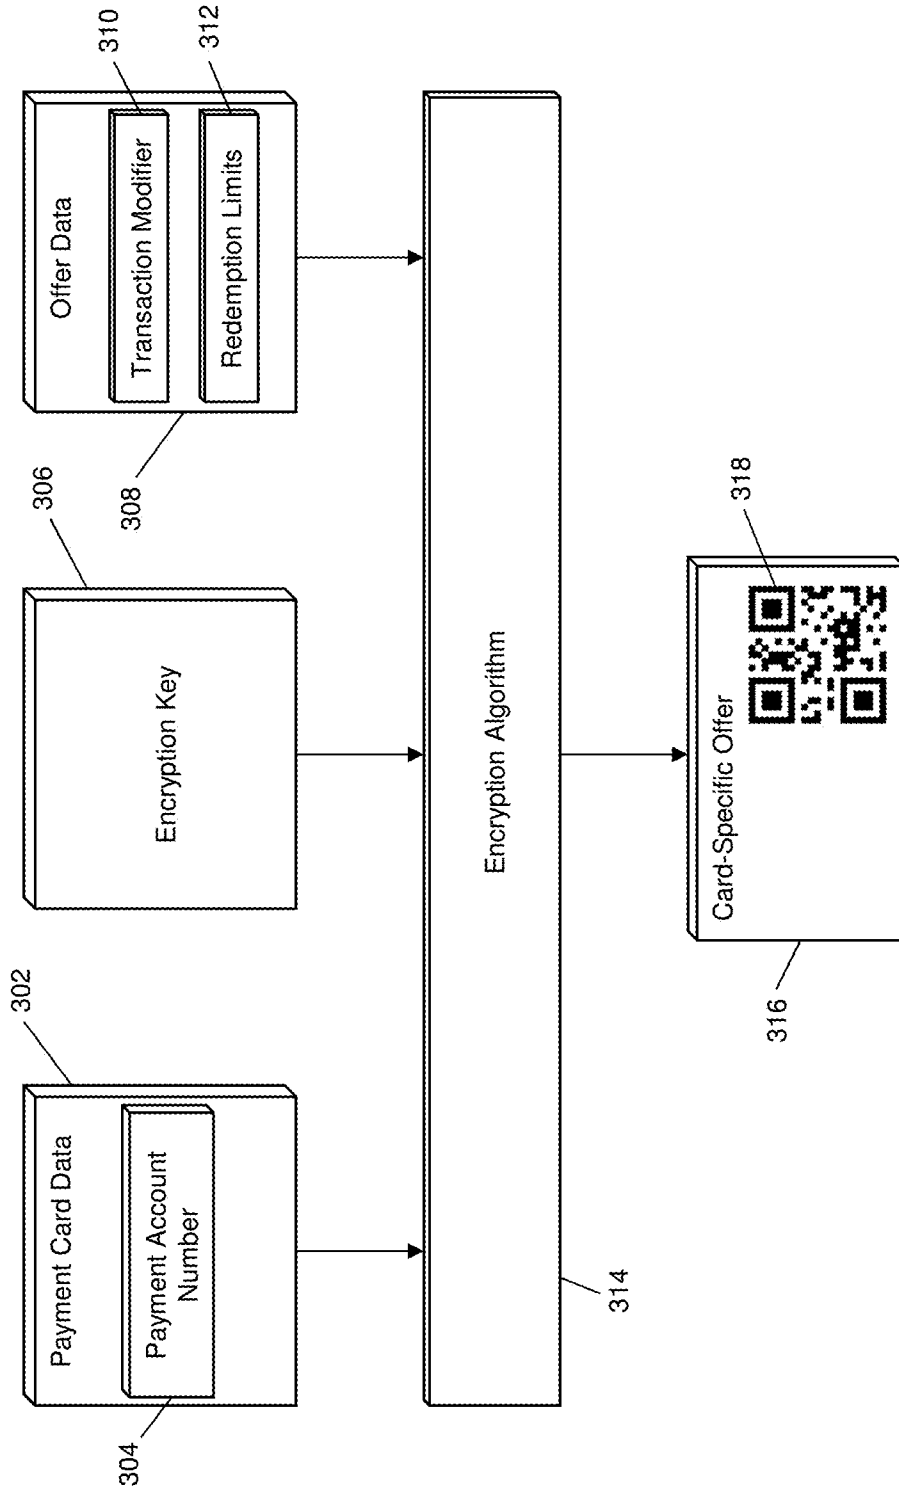 302
Payment Card Data
Payment Account
Number
304
306
Encryption Key
Offer Data
310
Transaction Modifier
312
Redemption Limits
308
Encryption Algorithm
314
Card-Specific Offer
318
316